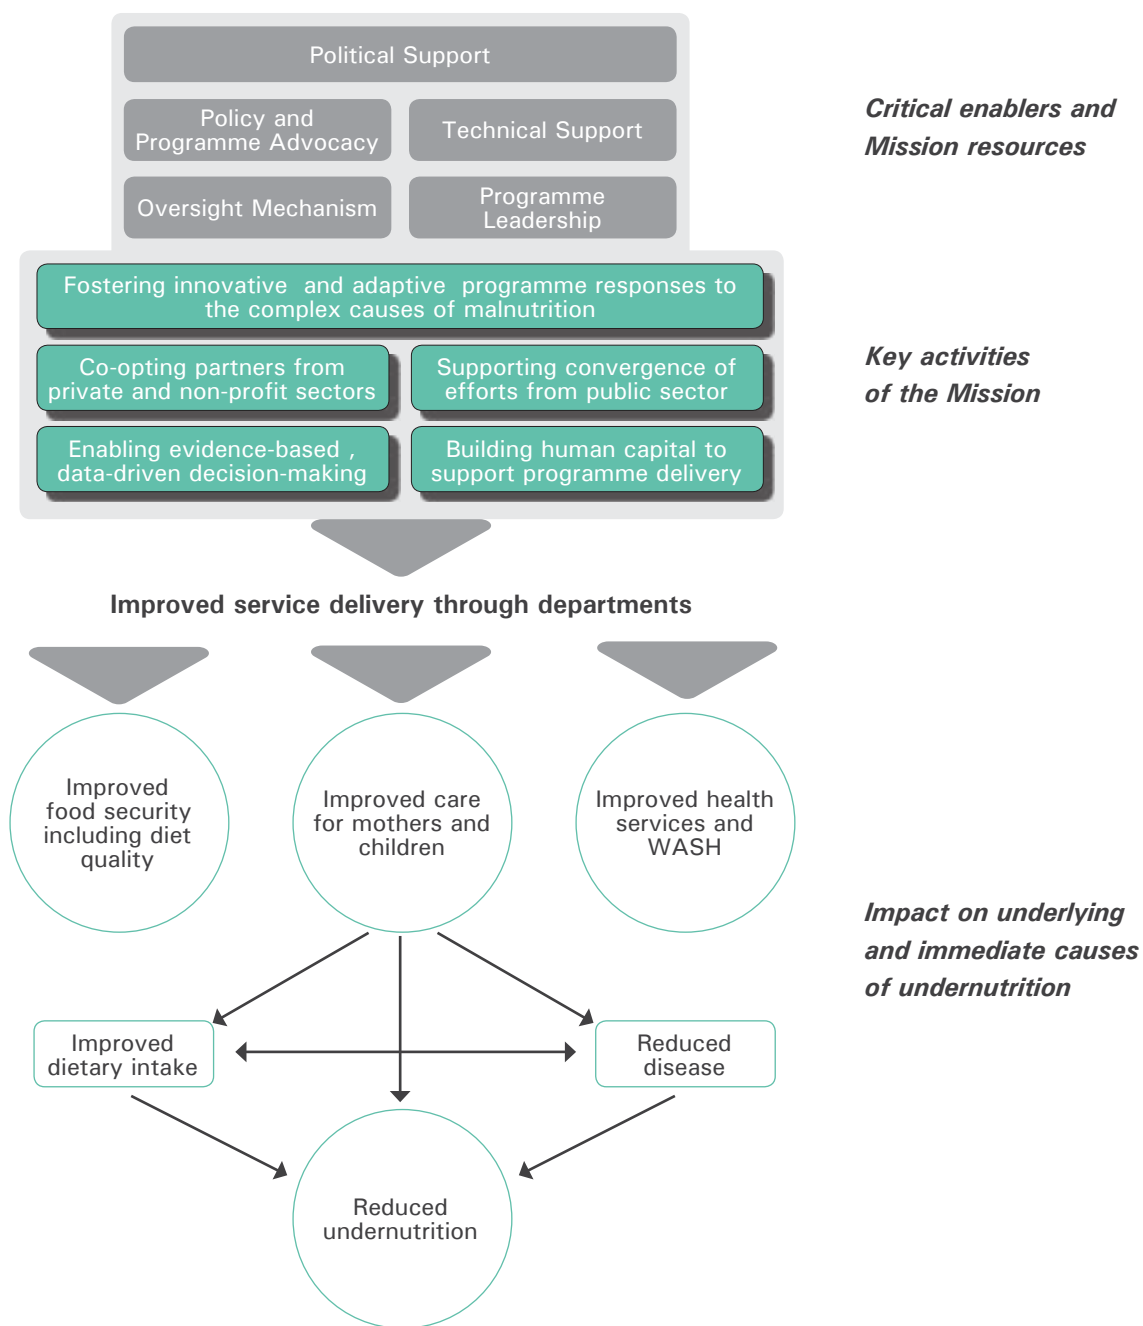 Political Support
Policy and
Programme Advocacy
Technical Support
Oversight Mechanism
Programme
Leadership
Critical enablers and
Mission resources
Fostering innovative and adaptive programme responses to
the complex causes of malnutrition
Co-opting partners from
private and non-profit sectors
Supporting convergence of
efforts from public sector
Enabling evidence-based ,
data-driven decision-making
Building human capital to
support programme delivery
Key activities
of the Mission
Improved service delivery through departments
Improved
food security
including diet
quality
Improved care
for mothers and
children
Improved health
services and
WASH
Impact on underlying
and immediate causes
of undernutrition
Improved
dietary intake
Reduced
disease
Reduced
undernutrition